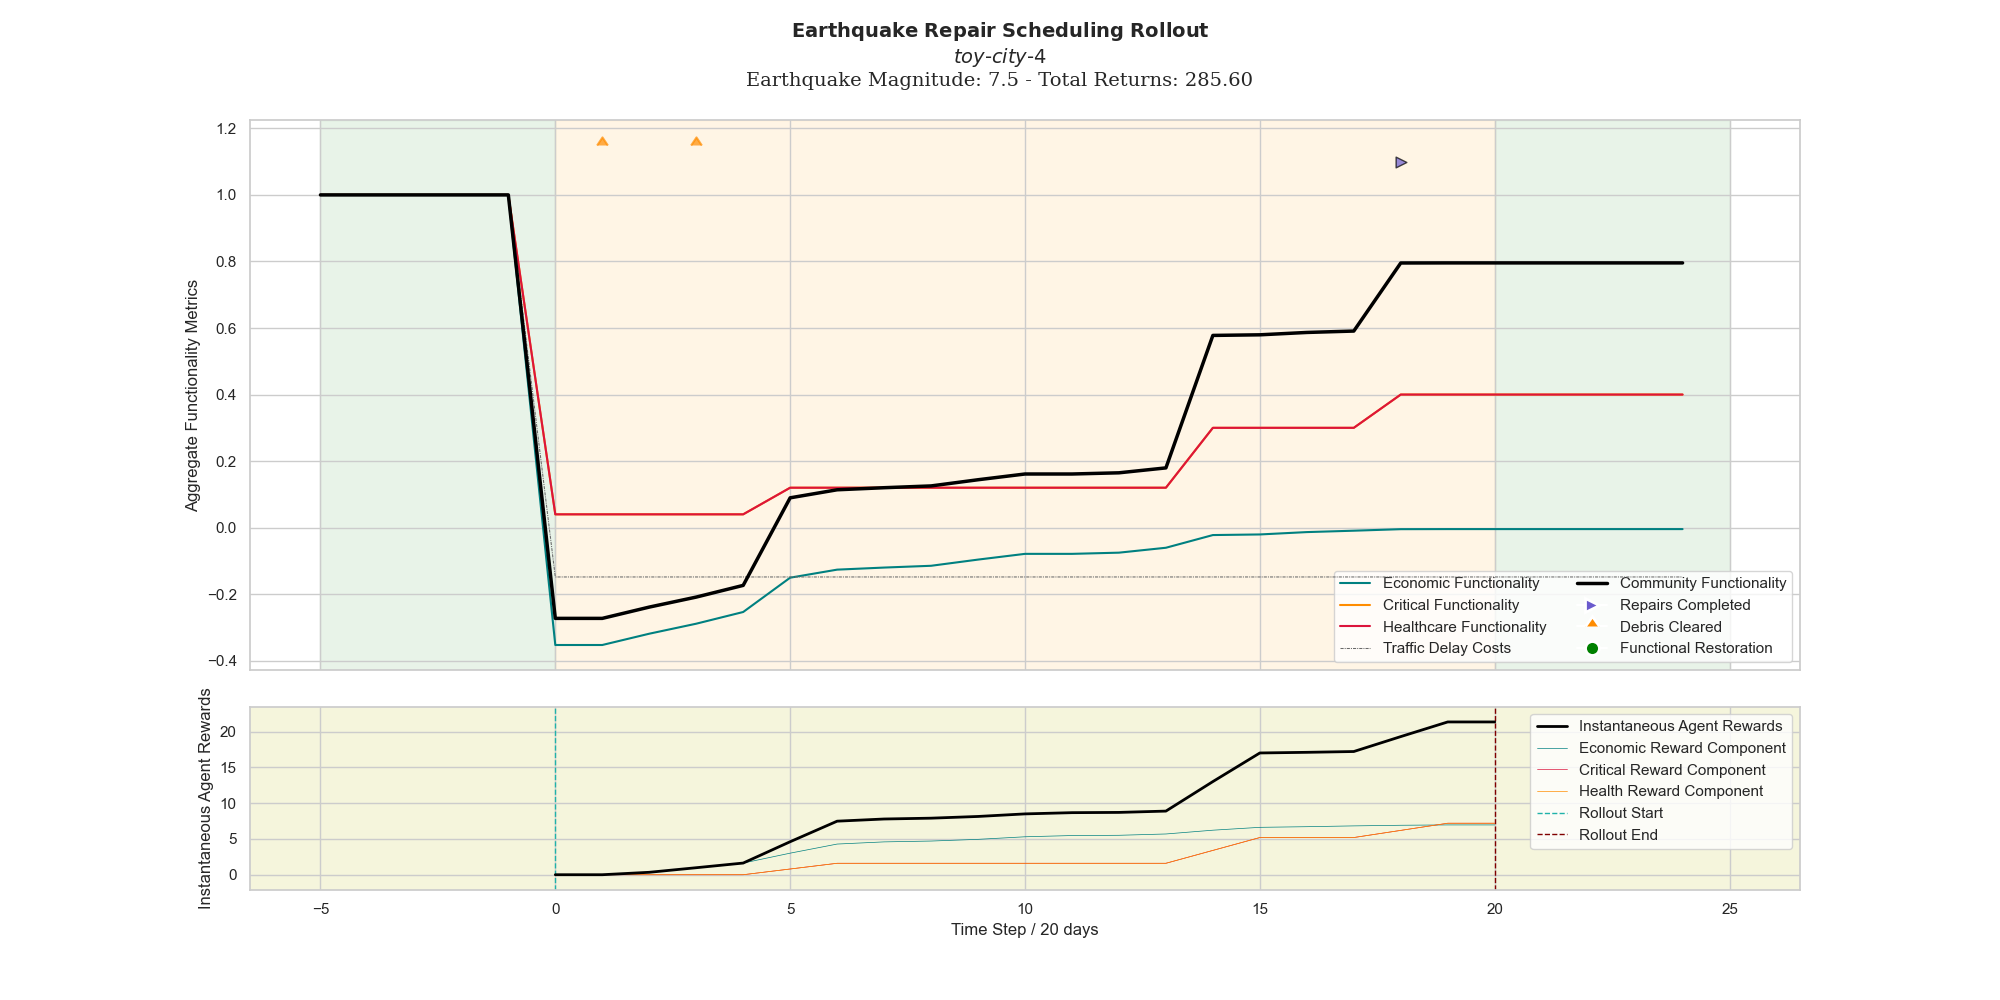 Earthquake Repair Scheduling Rollout
toy-city-4
Earthquake Magnitude: 7.5 - Total Returns: 285.60
Aggregate Functionality Metrics
1.2
1.0
0.8
0.6
0.4
0.2
0.0
−0.2
−0.4
Economic Functionality
Critical Functionality
Healthcare Functionality
Traffic Delay Costs
Community Functionality
Repairs Completed
Debris Cleared
Functional Restoration
Instantaneous Agent Rewards
20
15
10
5
0
Instantaneous Agent Rewards
Economic Reward Component
Critical Reward Component
Health Reward Component
Rollout Start
Rollout End
−5 0 5 10 15 20 25
Time Step / 20 days